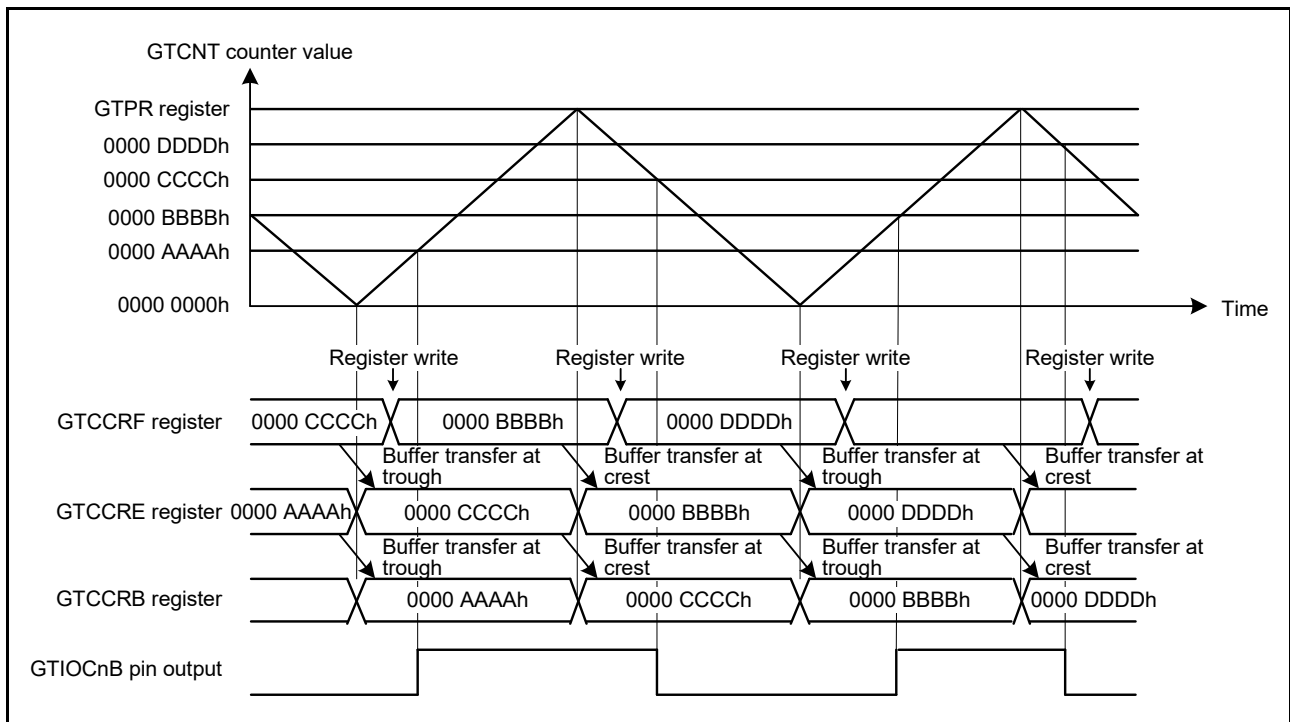 GTCNT counter value
GTPR register
0000 DDDDh
0000 CCCCh
0000 BBBBh
0000 AAAAh
0000 0000h
Time
Register write
Register write
Register write
Register write
GTCCRF register
0000 CCCCh
0000 BBBBh
0000 DDDDh
Buffer transfer at
trough
Buffer transfer at
crest
Buffer transfer at
trough
Buffer transfer at
crest
GTCCRE register
0000 AAAAh
0000 CCCCh
0000 BBBBh
0000 DDDDh
Buffer transfer at
trough
Buffer transfer at
crest
Buffer transfer at
trough
Buffer transfer at
crest
GTCCRB register
0000 AAAAh
0000 CCCCh
0000 BBBBh
0000 DDDDh
GTIOCnB pin output